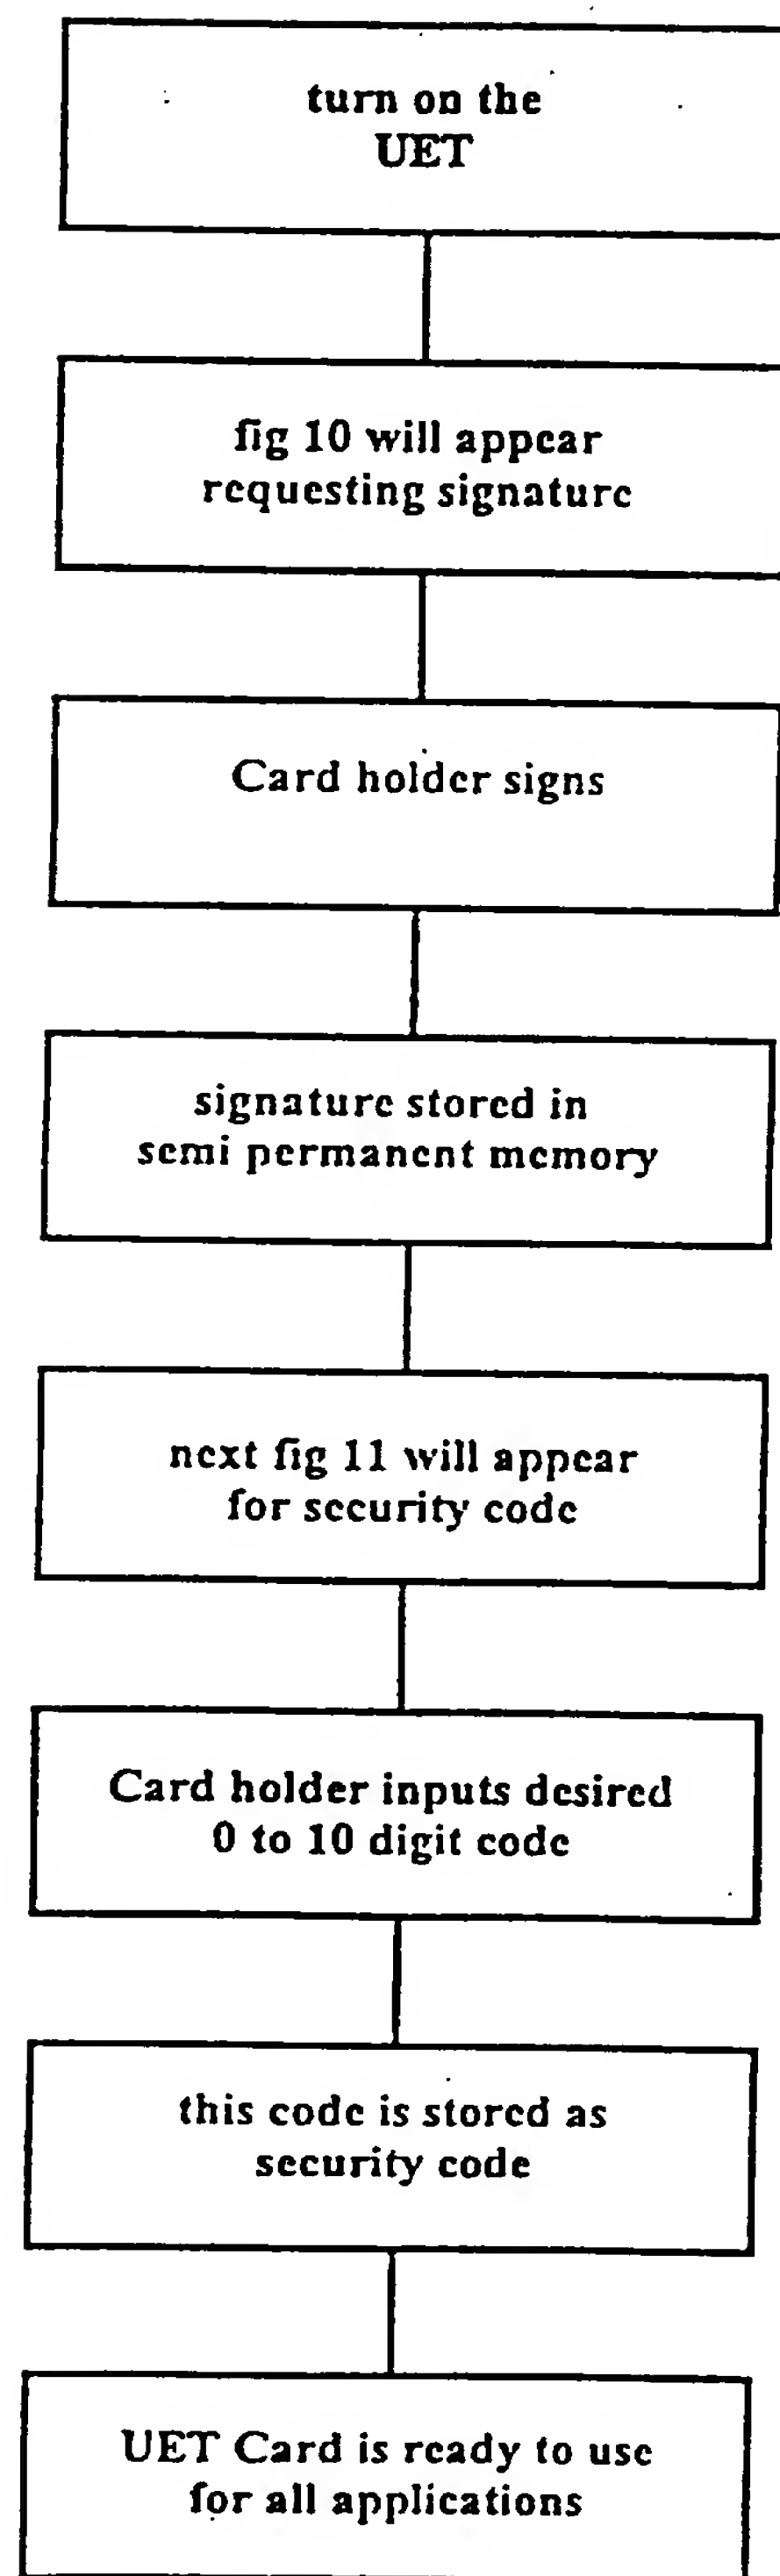 turn on the
UET
fig 10 will appear
requesting signature
Card holder signs
signature stored in
semi permanent memory
next fig 11 will appear
for security code
Card holder inputs desired
0 to 10 digit code
this code is stored as
security code
UET Card is ready to use
for all applications